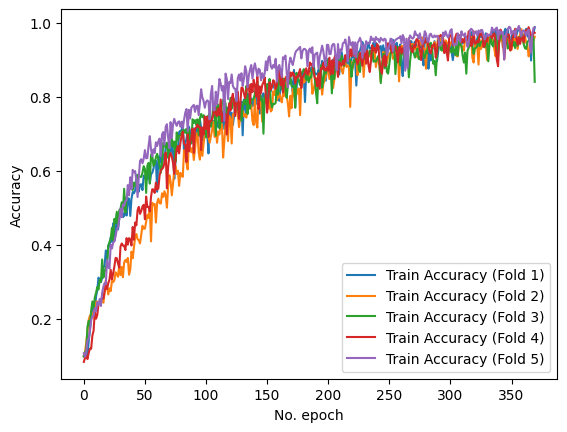 1.0
0.8
0.6
0.4
0.2
Accuracy
0
50
100
150
200
250
300
350
No. epoch
Train Accuracy (Fold 1)
Train Accuracy (Fold 2)
Train Accuracy (Fold 3)
Train Accuracy (Fold 4)
Train Accuracy (Fold 5)